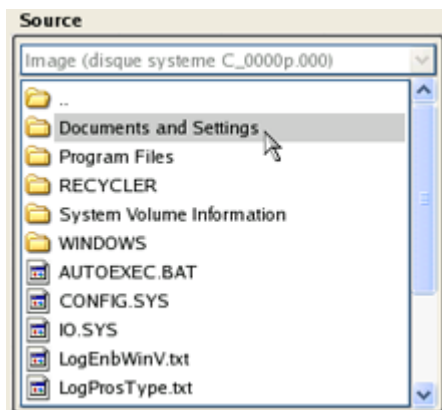 Source
Image (disque systeme C_0000p.000)
..
Documents and Settings
Program Files
RECYCLER
System Volume Information
WINDOWS
AUTOEXEC.BAT
CONFIG.SYS
IO.SYS
LogEnbWinV.txt
LogProsType.txt